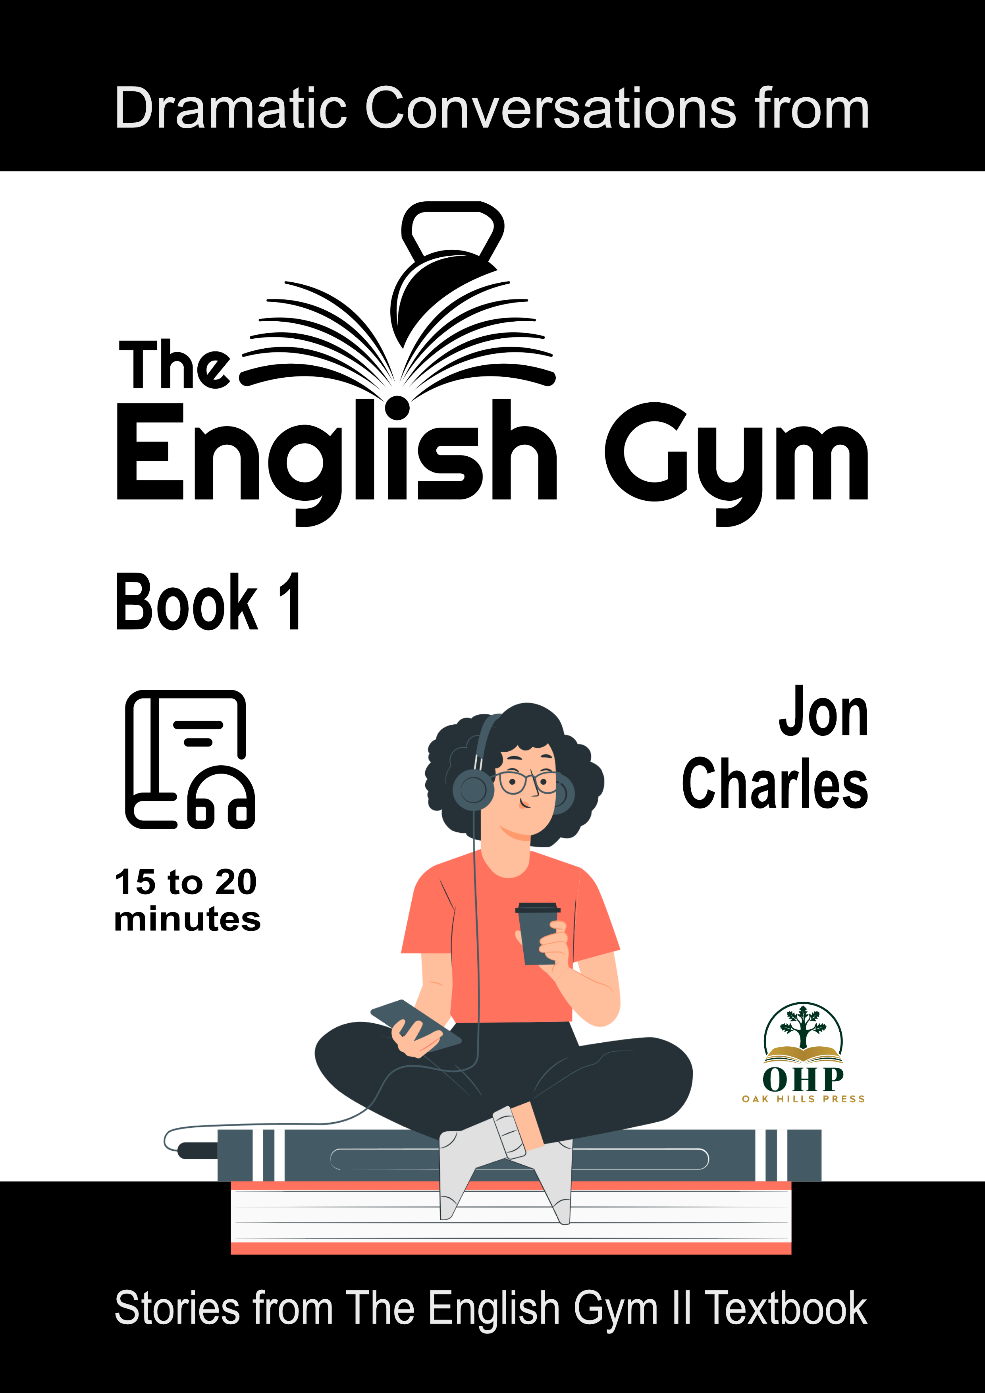 Dramatic Conversations from
The
English Gym
Book 1
Jon
Charles
15 to 20
minutes
OHP
OAK HILLS PRESS
Stories from The English Gym II Textbook